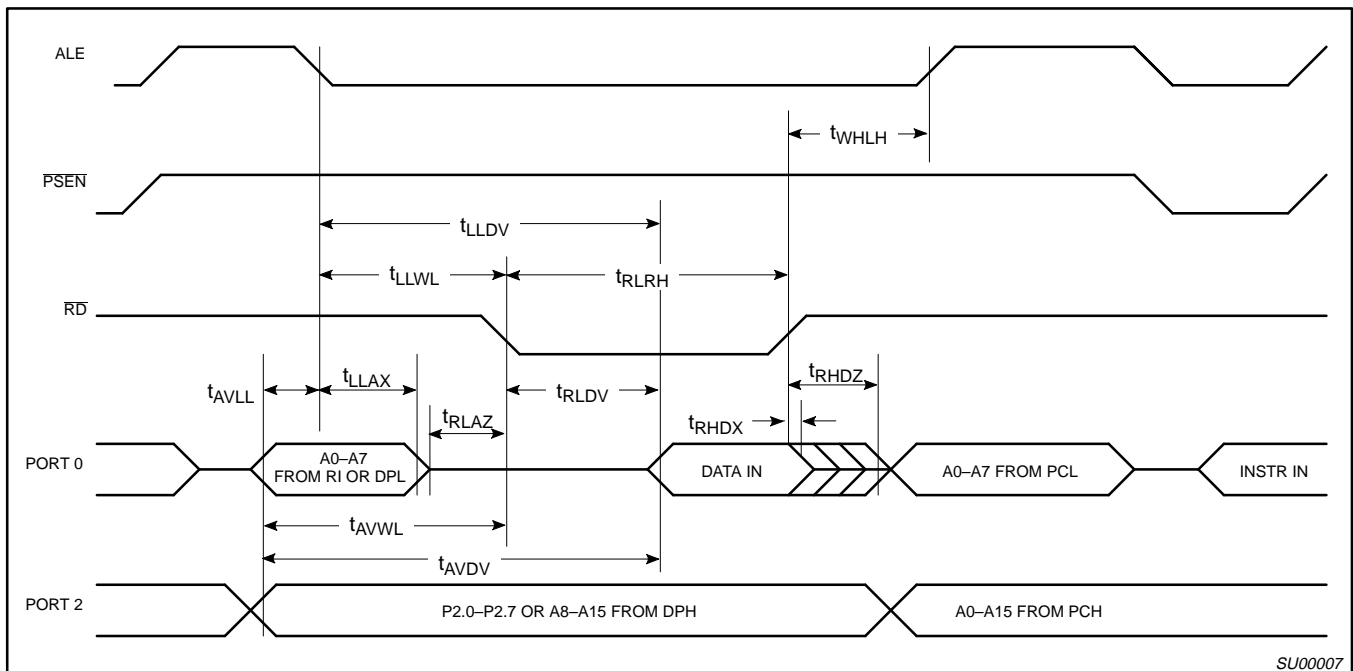 ALE
tWHLH
PSEN
tLLDV
tLLWL
tRLRH
RD
tAVLL
tLLAX
tRLAZ
tRLDV
tRHDZ
tRHDX
PORT 0
A0–A7
FROM RI OR DPL
DATA IN
A0–A7 FROM PCL
INSTR IN
tAVWL
tAVDV
PORT 2
P2.0–P2.7 OR A8–A15 FROM DPH
A0–A15 FROM PCH
SU00007